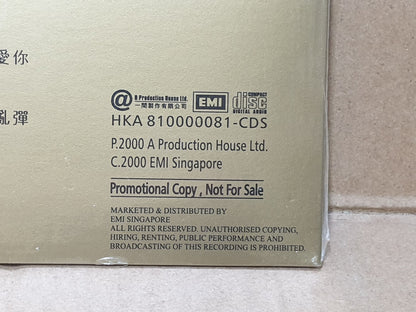 愛你
亂彈
@ A Production House Ltd.
一間製作有限公司
EMI
COMPACT
disc
DIGITAL AUDIO
HKA 810000081-CDS
P.2000 A Production House Ltd.
C.2000 EMI Singapore
Promotional Copy , Not For Sale
MARKETED & DISTRIBUTED BY
EMI SINGAPORE
ALL RIGHTS RESERVED. UNAUTHORISED COPYING,
HIRING, RENTING, PUBLIC PERFORMANCE AND
BROADCASTING OF THIS RECORDING IS PROHIBITED.